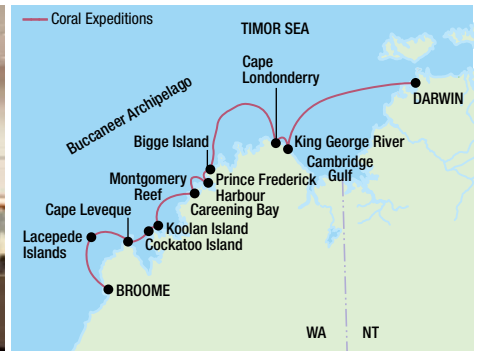 Coral Expeditions
TIMOR SEA
Cape
Londonderry
DARWIN
Buccaneer Archipelago
Bigge Island
King George River
Cambridge
Gulf
Montgomery
Reef
Prince Frederick
Harbour
Careening Bay
Cape Leveque
Koolan Island
Cockatoo Island
Lacepede
Islands
BROOME
WA
NT